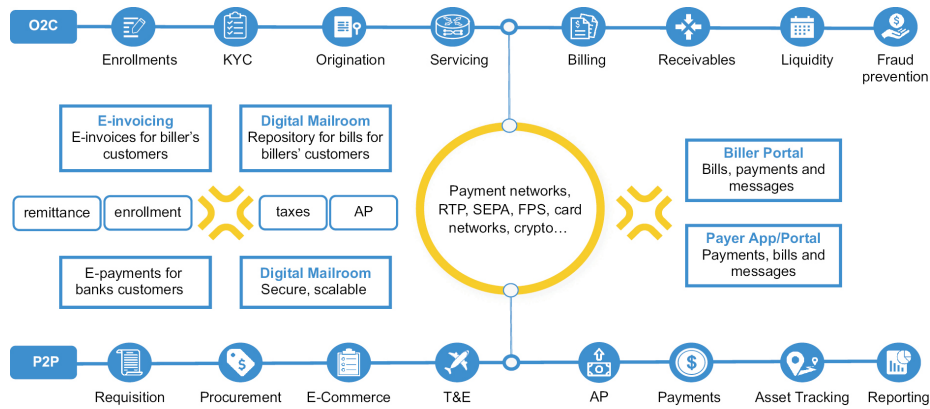 O2C
Enrollments
KYC
Origination
Servicing
Billing
Receivables
Liquidity
Fraud
prevention
E-invoicing
E-invoices for biller's
customers
Digital Mailroom
Repository for bills for
billers' customers
remittance
enrollment
taxes
AP
E-payments for
banks customers
Digital Mailroom
Secure, scalable
Payment networks,
RTP, SEPA, FPS, card
networks, crypto...
Biller Portal
Bills, payments and
messages
Payer App/Portal
Payments, bills and
messages
P2P
Requisition
Procurement
E-Commerce
T&E
AP
Payments
Asset Tracking
Reporting